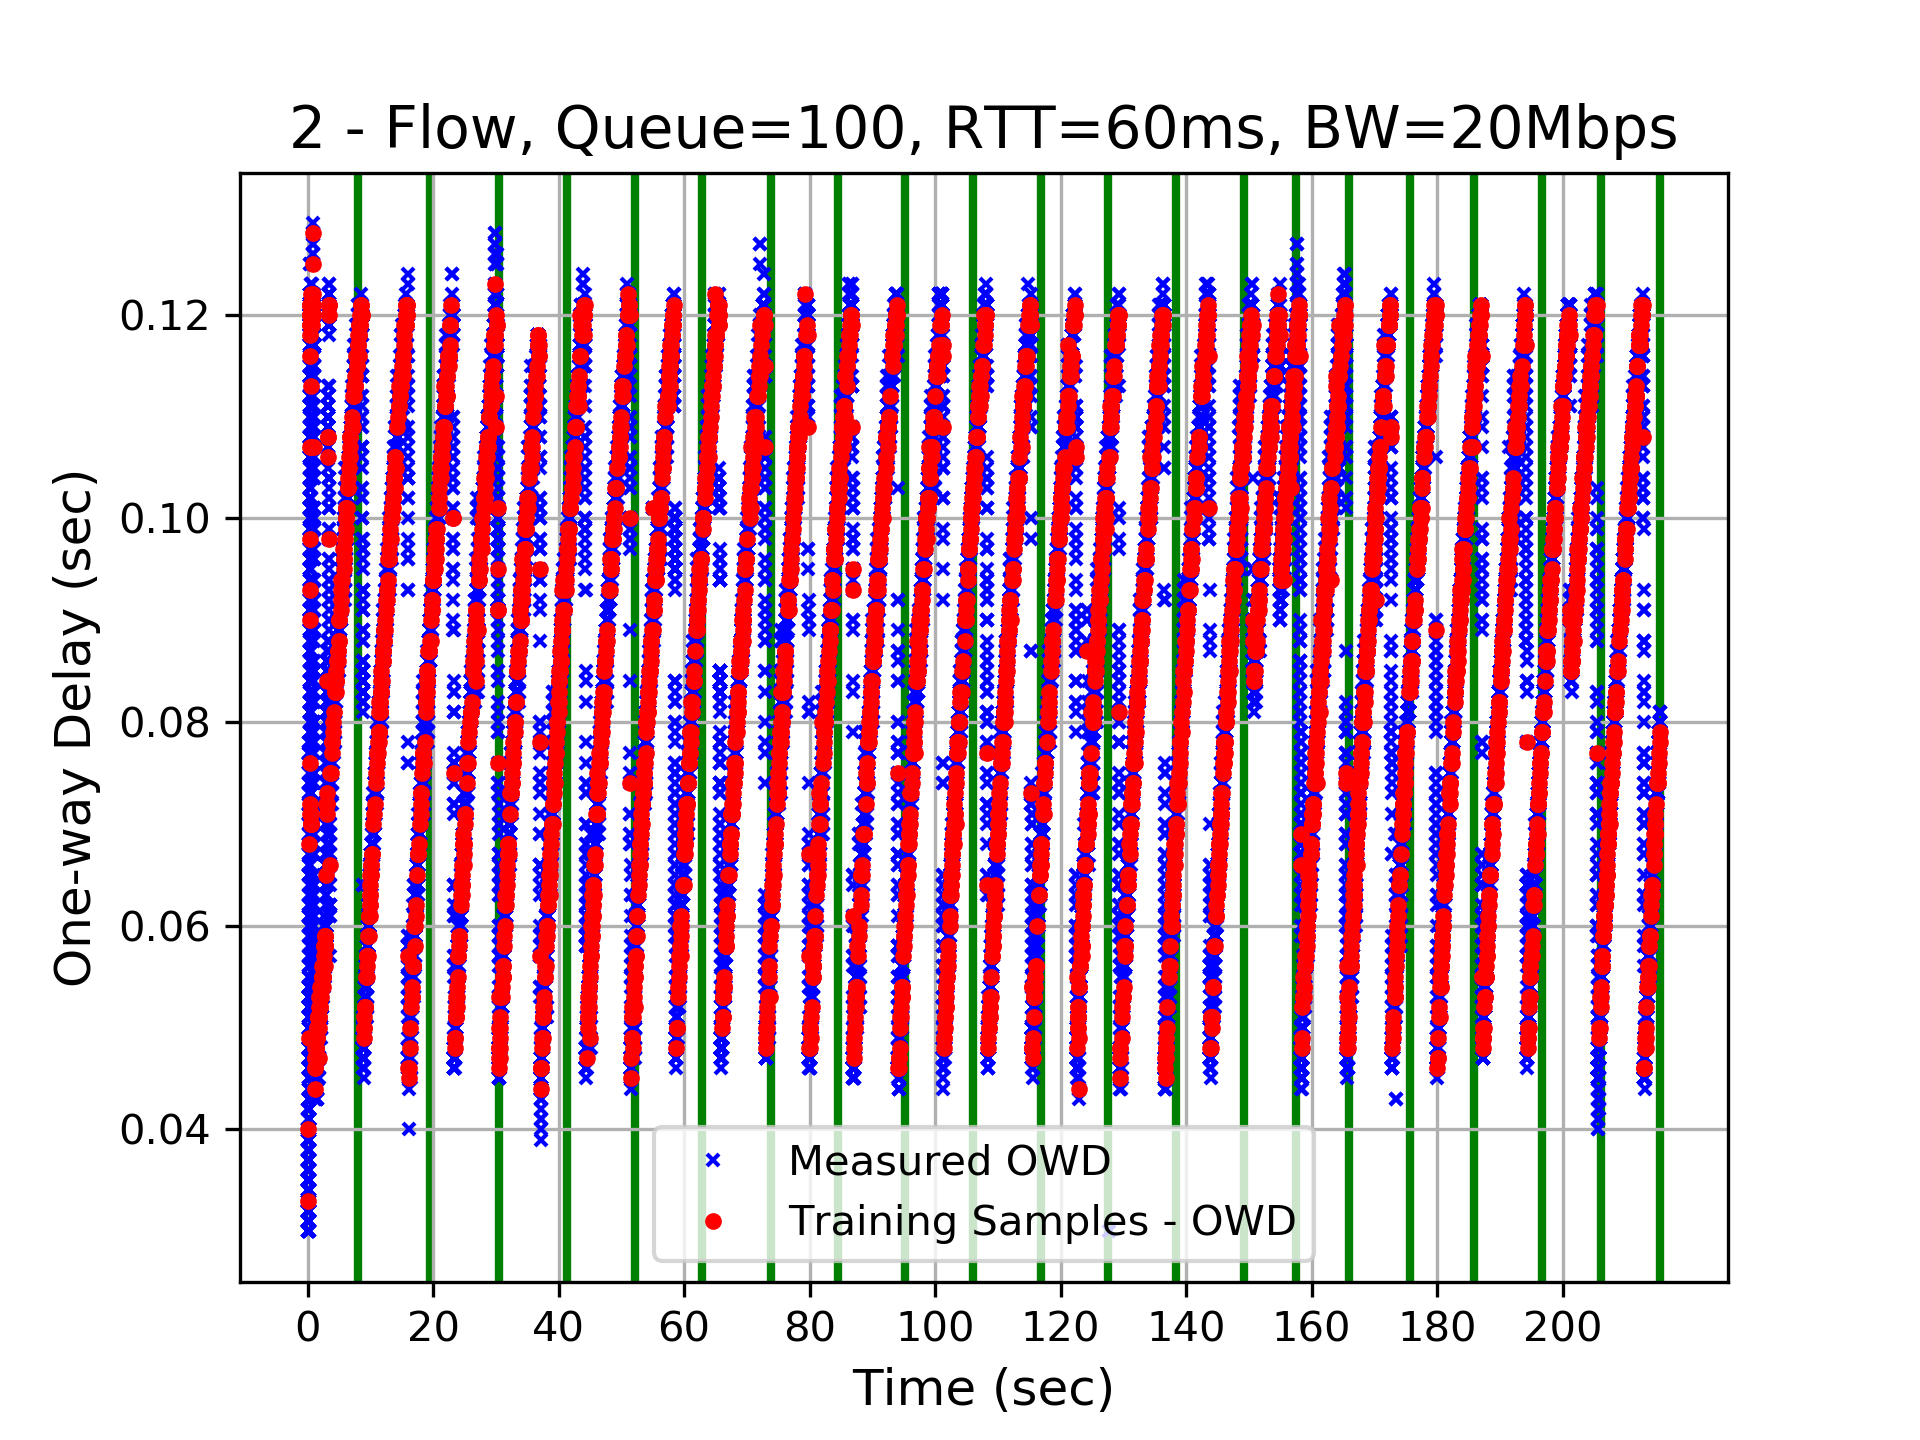 2 - Flow, Queue=100, RTT=60ms, BW=20Mbps
One-way Delay (sec)
0.12
0.10
0.08
0.06
0.04
Measured OWD
Training Samples - OWD
0 20 40 60 80 100 120 140 160 180 200
Time (sec)